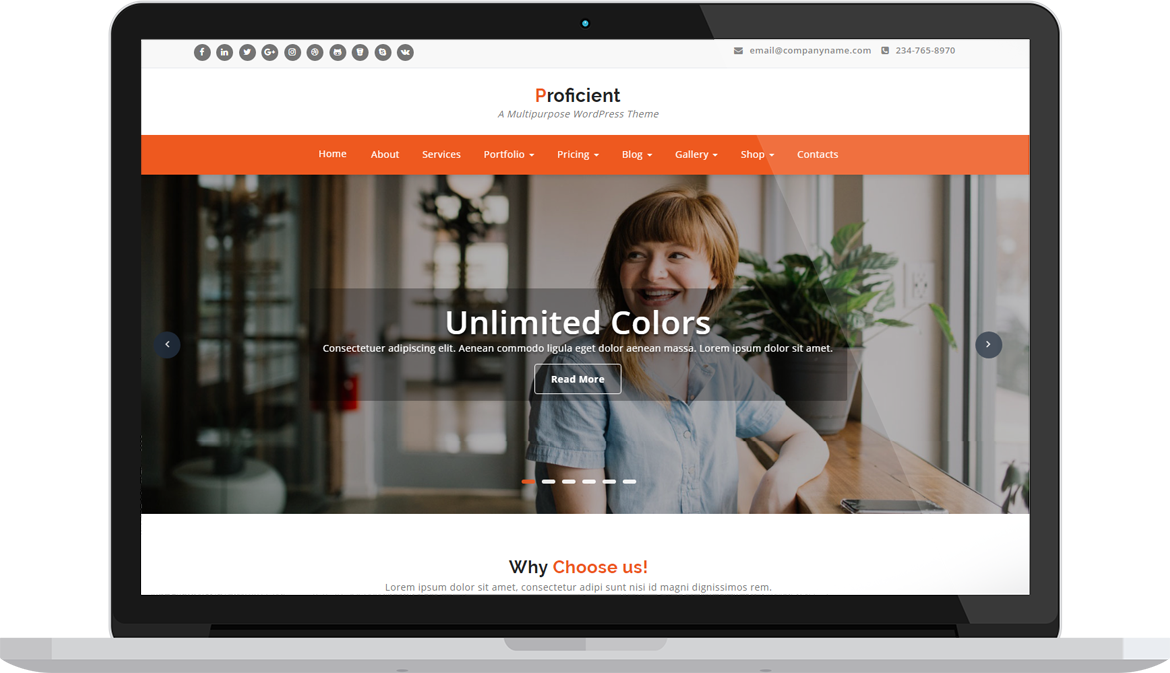 email@companyname.com 234-765-8970
Proficient
A Multipurpose WordPress Theme
Home About Services Portfolio Pricing Blog Gallery Shop Contacts
Unlimited Colors
Consectetuer adipiscing elit. Aenean commodo ligula eget dolor aenean massa. Lorem ipsum dolor sit amet.
Read More
Why Choose us!
Lorem ipsum dolor sit amet, consectetur adipi sunt nisi id magni dignissimos rem.